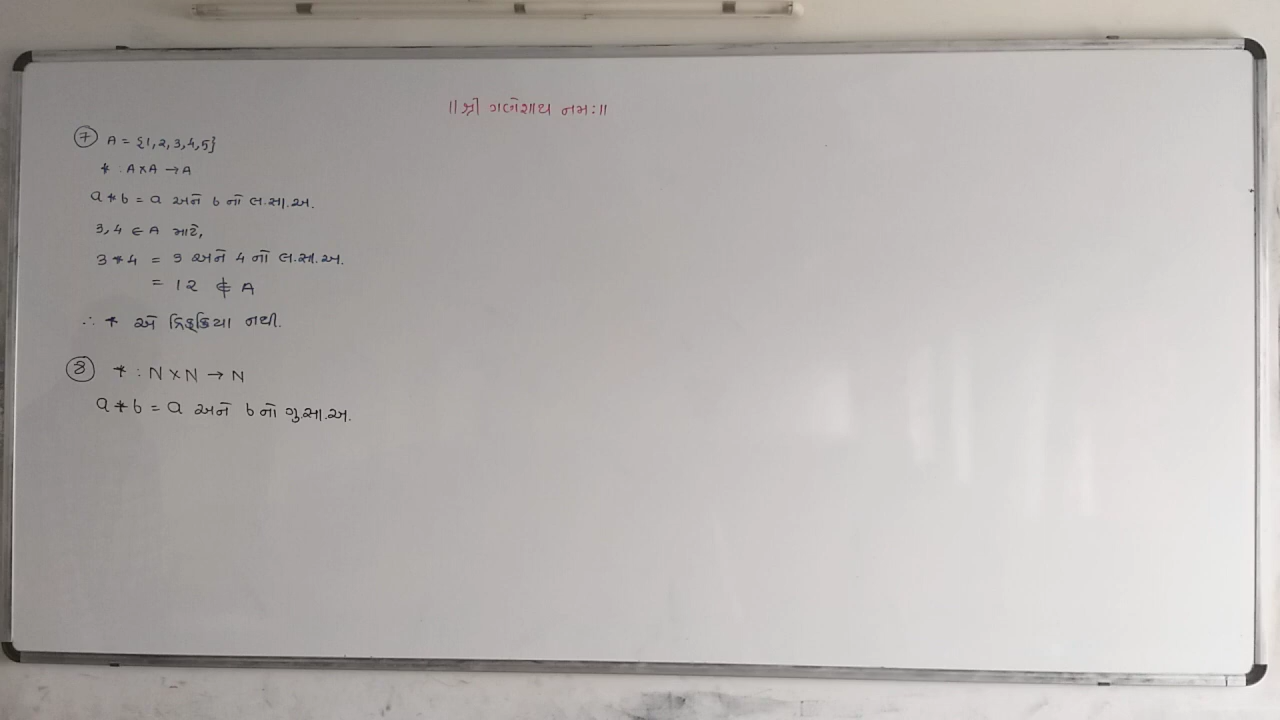 ॥ શ્રી ગણેશાય નમઃ॥
⑦ A = {1,2,3,4,5}
* : A×A → A
a * b = a અને b નો લ.સા.અ.
3,4 ∈ A માટે,
3 * 4 = 3 અને 4 નો લ.સા.અ.
= 12 ∉ A
∴ * એ દ્વિક્ક્રિયા નથી.
⑧ * : N×N → N
a * b = a અને b નો ગુ.સા.અ.